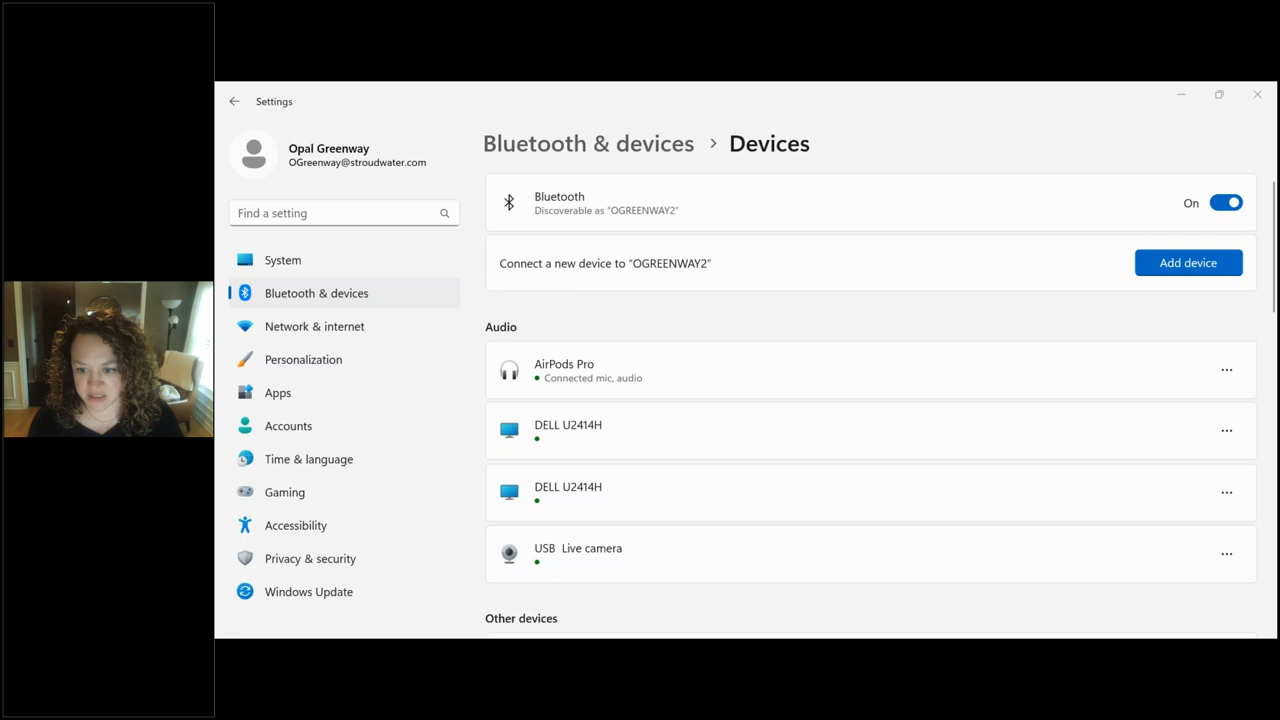 Settings
Opal Greenway
OGreenway@stroudwater.com
Find a setting
System
Bluetooth & devices
Network & internet
Personalization
Apps
Accounts
Time & language
Gaming
Accessibility
Privacy & security
Windows Update
Bluetooth & devices > Devices
Bluetooth
Discoverable as “OGREENWAY2”
On
Connect a new device to “OGREENWAY2”
Add device
Audio
AirPods Pro
Connected mic, audio
DELL U2414H
DELL U2414H
USB Live camera
Other devices